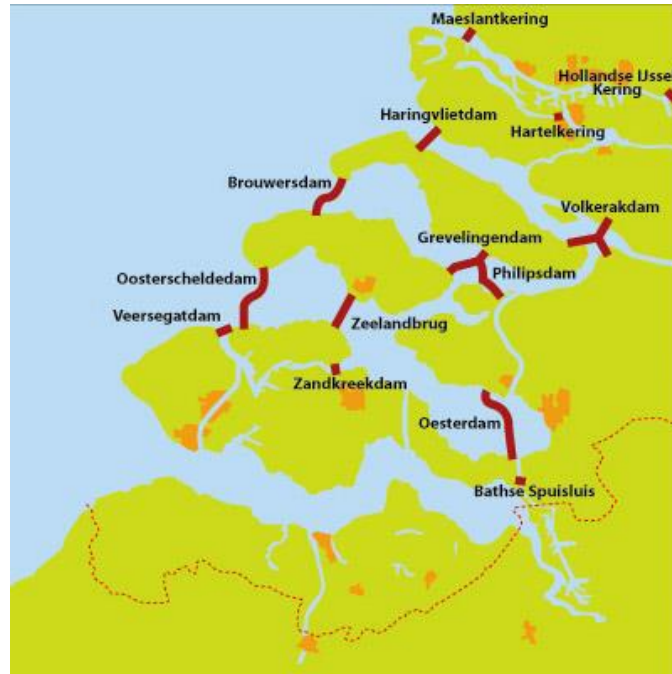 Maeslantkering
Hollandse IJsse
Kering
Haringvlietdam
Hartelkering
Brouwersdam
Volkerakdam
Grevelingendam
Oosterscheldedam
Philipsdam
Veersegatdam
Zeelandbrug
Zandkreekdam
Oesterdam
Bathse Spuisluis